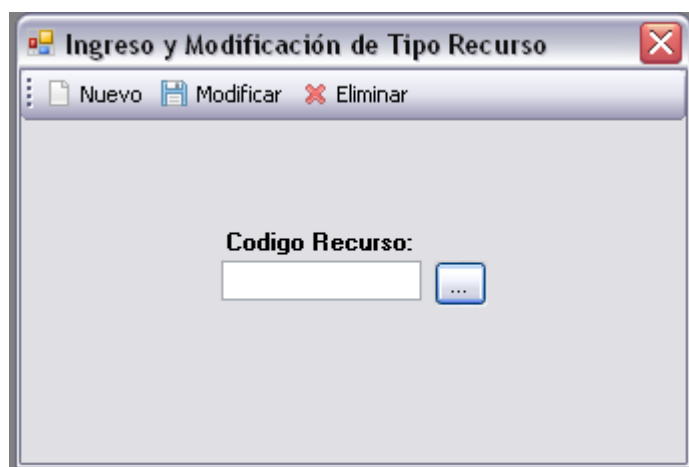 Ingreso y Modificación de Tipo Recurso
Nuevo Modificar Eliminar
Codigo Recurso:
...